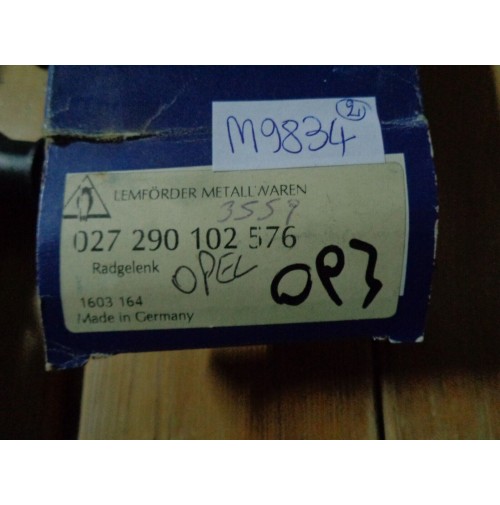 M9834
2
LEMFÖRDER METALLWAREN
3559
027 290 102 576
Radgelenk
OPEL
OP3
1603 164
Made in Germany